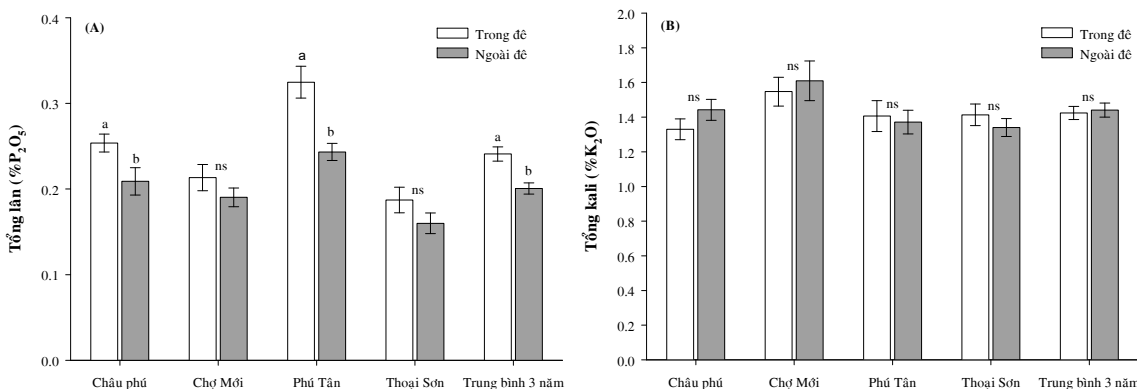 (A)
Trong đê
Ngoài đê
Tổng lân (%P2O5)
0.4
0.3
0.2
0.1
0.0
a
b
ns
a
b
ns
a
b
Châu phú
Chợ Mới
Phú Tân
Thoại Sơn
Trung bình 3 năm
(B)
Trong đê
Ngoài đê
Tổng kali (%K2O)
2.0
1.8
1.6
1.4
1.2
1.0
0.8
0.6
0.4
0.2
0.0
ns
ns
ns
ns
ns
Châu phú
Chợ Mới
Phú Tân
Thoại Sơn
Trung bình 3 năm